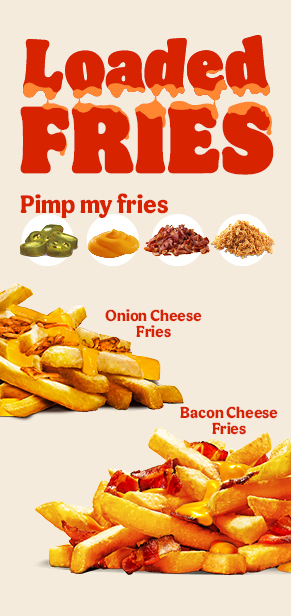 Loaded
FRIES
Pimp my fries
Onion Cheese
Fries
Bacon Cheese
Fries